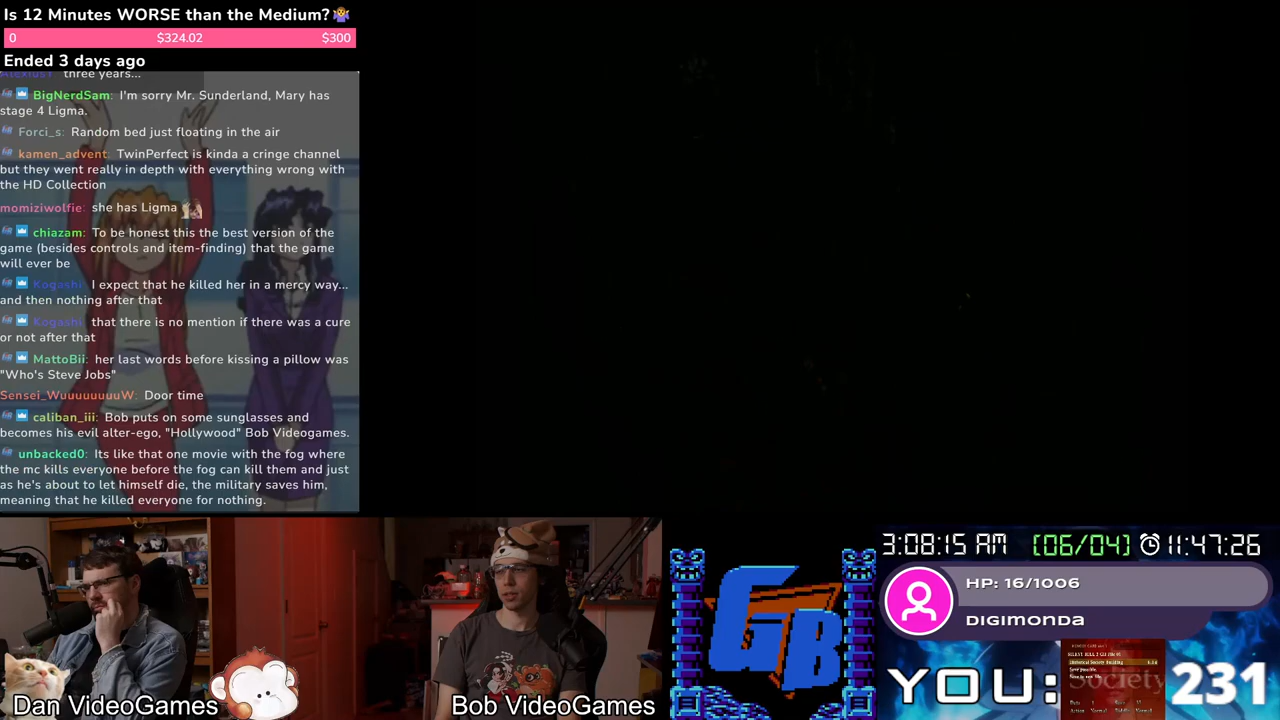 Is 12 Minutes WORSE than the Medium?🤷‍♀️
0 $324.02 $300
Ended 3 days ago
three years...
BigNerdSam: I'm sorry Mr. Sunderland, Mary has
stage 4 Ligma.
Forci_s: Random bed just floating in the air
kamen_advent: TwinPerfect is kinda a cringe channel
but they went really in depth with everything wrong with
the HD Collection
momiziwolfie: she has Ligma
chiazam: To be honest this the best version of the
game (besides controls and item-finding) that the game
will ever be
Kogashi: I expect that he killed her in a mercy way...
and then nothing after that
Kogashi: that there is no mention if there was a cure
or not after that
MattoBii: her last words before kissing a pillow was
"Who's Steve Jobs"
Sensei_WuuuuuuuuW: Door time
caliban_iii: Bob puts on some sunglasses and
becomes his evil alter-ego, "Hollywood" Bob Videogames.
unbacked0: Its like that one movie with the fog where
the mc kills everyone before the fog can kill them and just
as he's about to let himself die, the military saves him,
meaning that he killed everyone for nothing.
Dan VideoGames
Bob VideoGames
GB
3:08:15 AM [06/04] 11:47:26
HP: 16/1006
DIGIMONDA
YOU: 231
Society